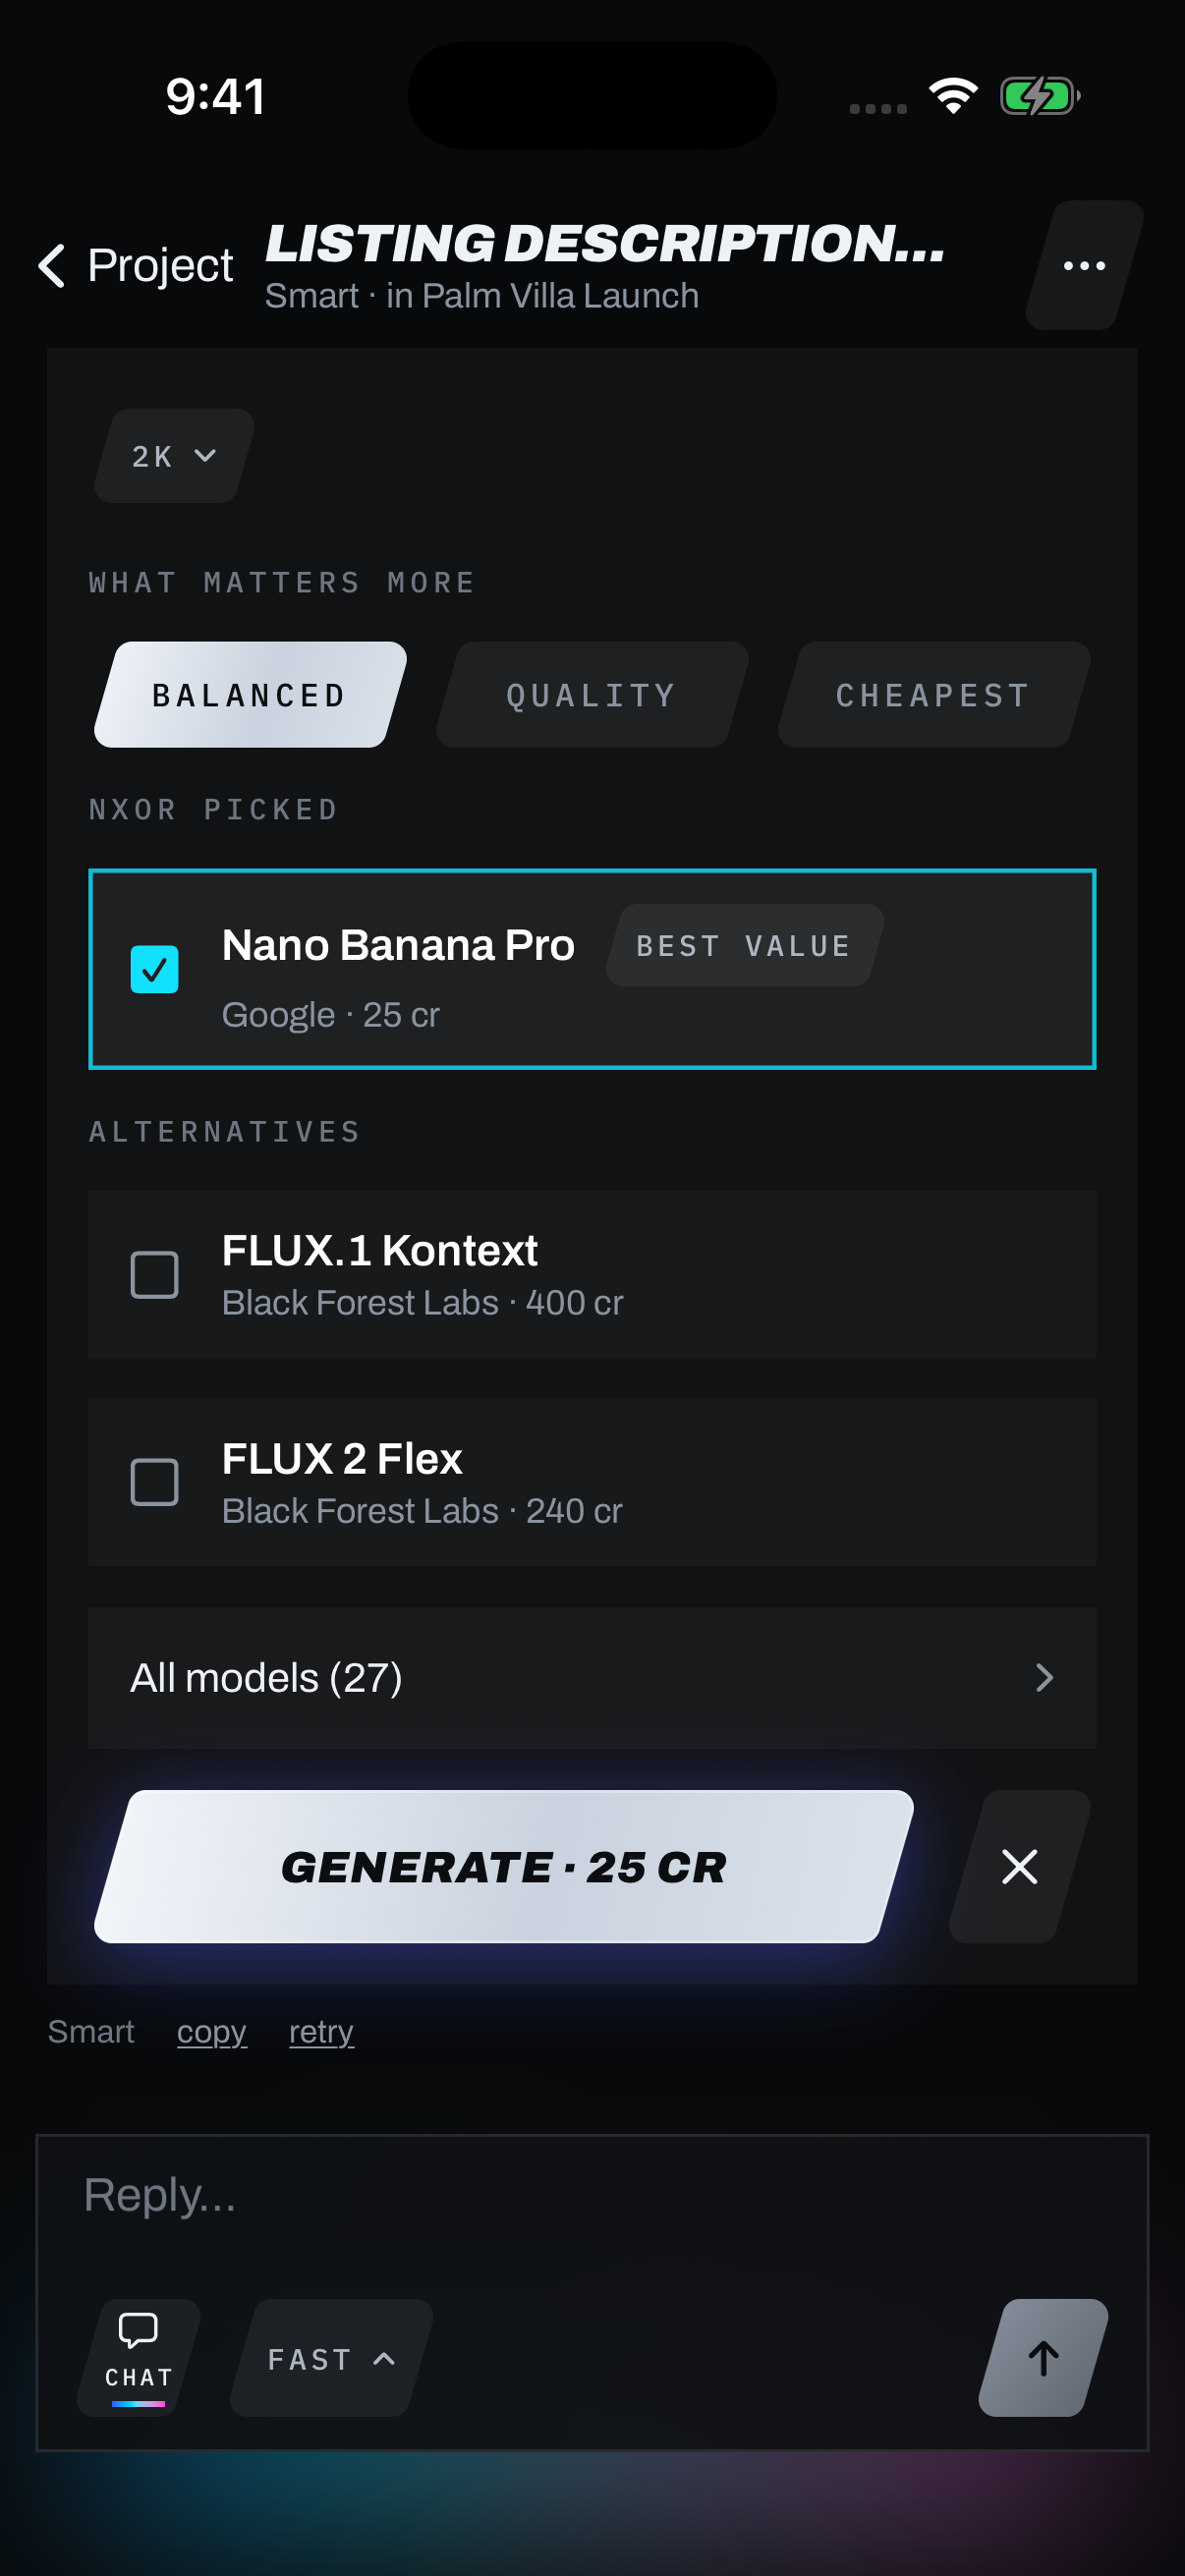 9:41
Project
LISTING DESCRIPTION...
Smart · in Palm Villa Launch
2K
WHAT MATTERS MORE
BALANCED
QUALITY
CHEAPEST
NXOR PICKED
Nano Banana Pro
BEST VALUE
Google · 25 cr
ALTERNATIVES
FLUX.1 Kontext
Black Forest Labs · 400 cr
FLUX 2 Flex
Black Forest Labs · 240 cr
All models (27)
GENERATE · 25 CR
Smart copy retry
Reply...
CHAT
FAST